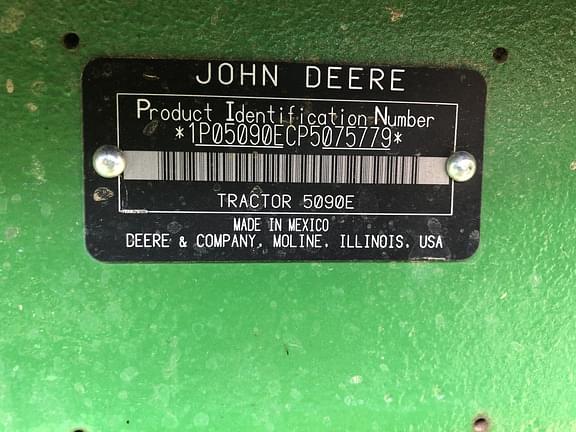 JOHN DEERE
Product Identification Number
*1P05090ECP5075779*
TRACTOR 5090E
MADE IN MEXICO
DEERE & COMPANY, MOLINE, ILLINOIS, USA